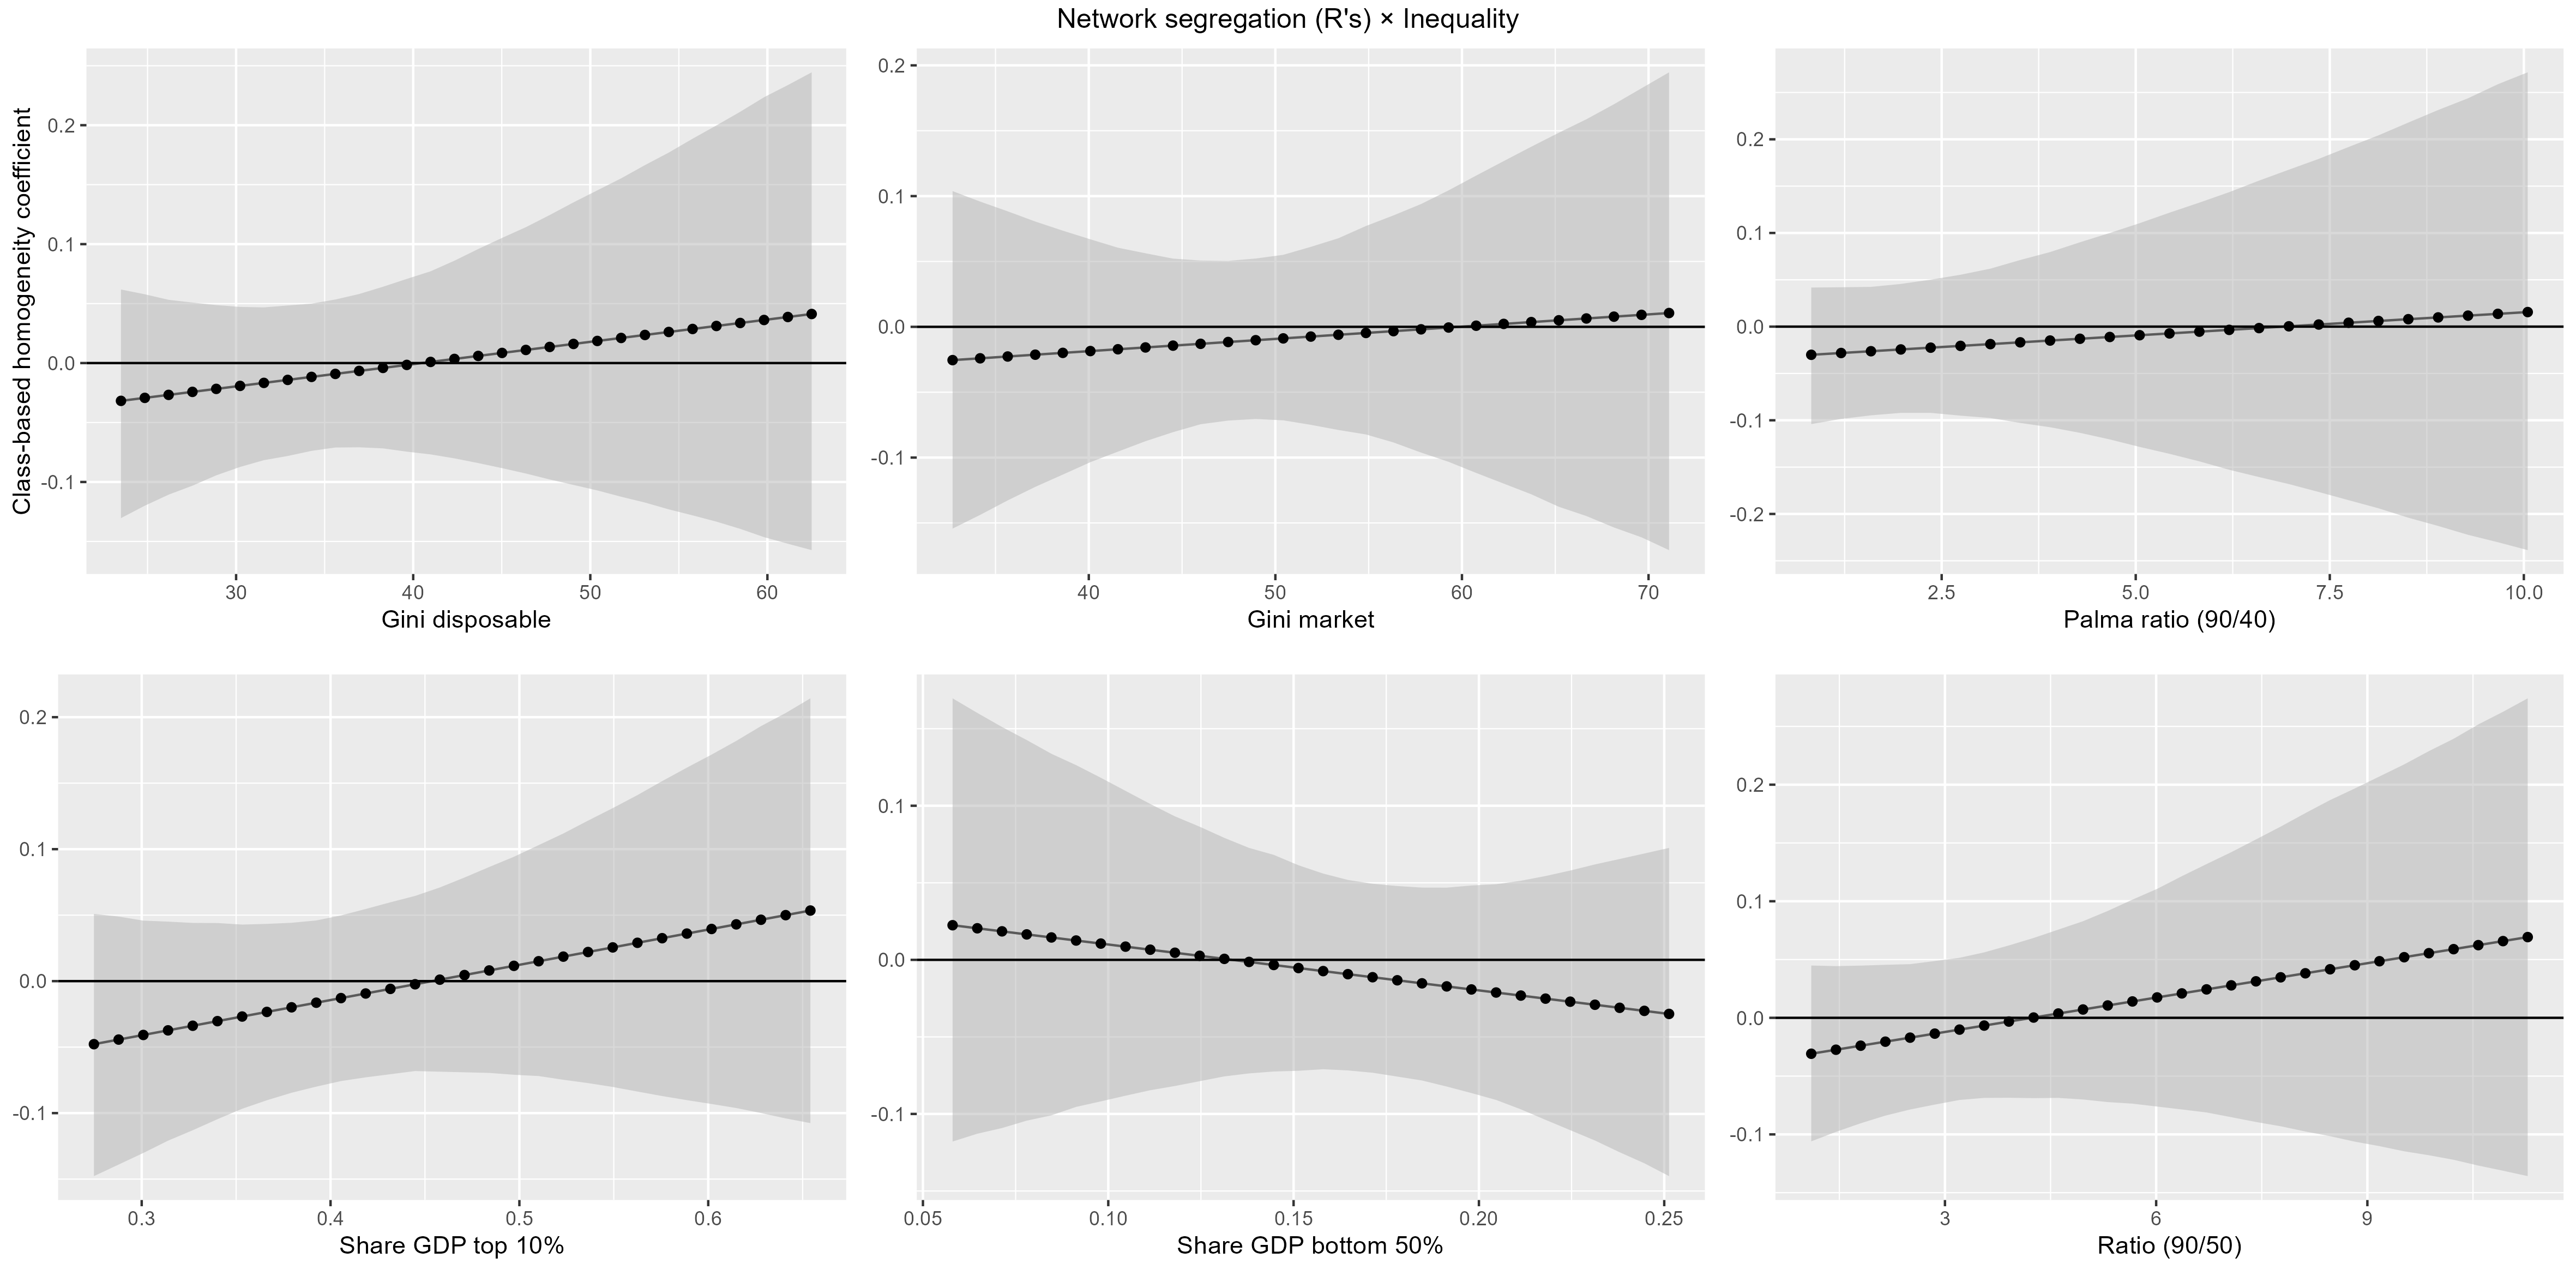 Network segregation (R's) × Inequality
Class-based homogeneity coefficient
0.2
0.1
0.0
-0.1
30 40 50 60
Gini disposable
0.2
0.1
0.0
-0.1
40 50 60 70
Gini market
0.2
0.1
0.0
-0.1
-0.2
2.5 5.0 7.5 10.0
Palma ratio (90/40)
0.2
0.1
0.0
-0.1
0.3 0.4 0.5 0.6
Share GDP top 10%
0.1
0.0
-0.1
0.05 0.10 0.15 0.20 0.25
Share GDP bottom 50%
0.2
0.1
0.0
-0.1
3 6 9
Ratio (90/50)